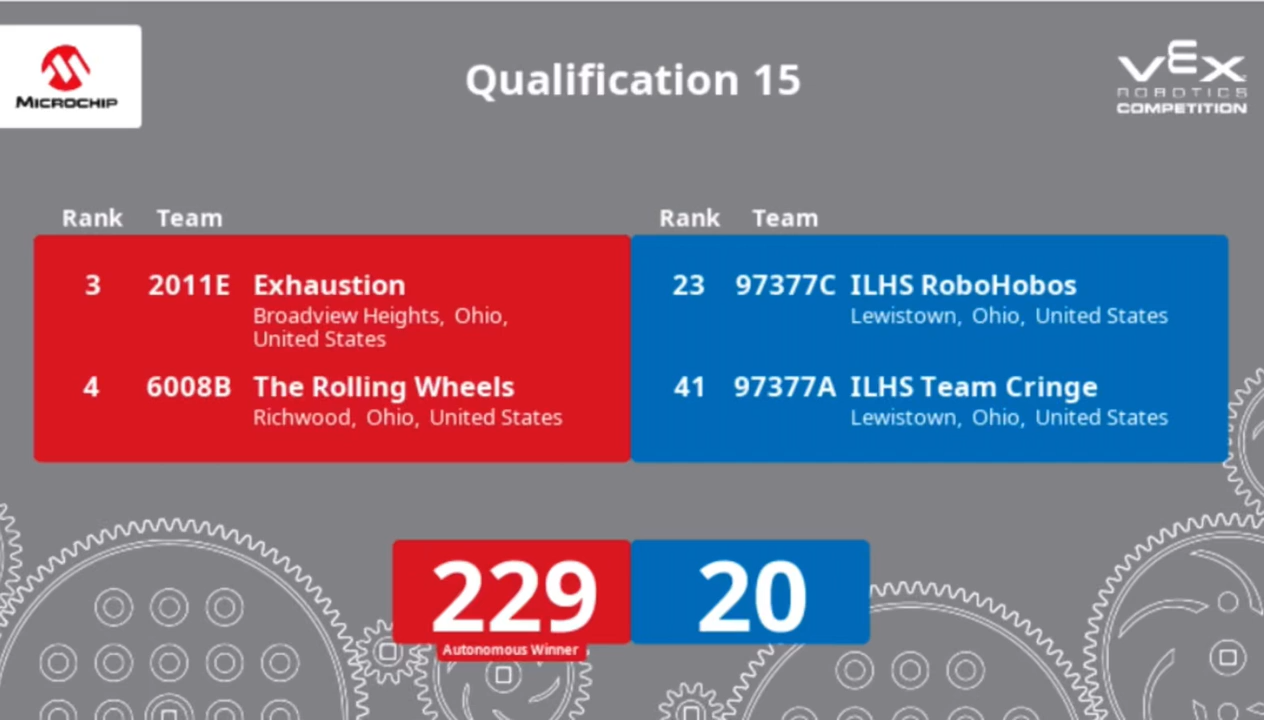 MICROCHIP
Qualification 15
VEX
ROBOTICS
COMPETITION
Rank Team
3 2011E Exhaustion
Broadview Heights, Ohio,
United States
4 6008B The Rolling Wheels
Richwood, Ohio, United States
Rank Team
23 97377C ILHS RoboHobos
Lewistown, Ohio, United States
41 97377A ILHS Team Cringe
Lewistown, Ohio, United States
229
Autonomous Winner
20